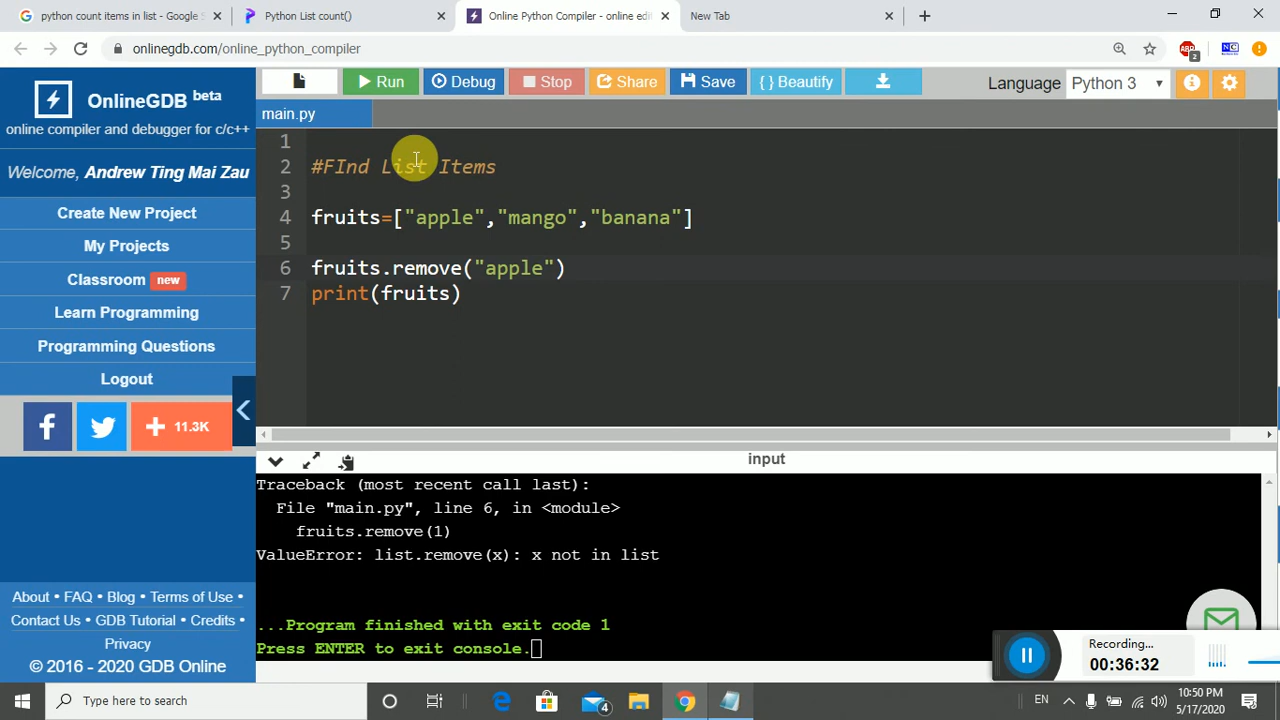 python count items in list - Google S
Python List count()
Online Python Compiler - online edit
New Tab
onlinegdb.com/online_python_compiler
ABP
2
OnlineGDB beta
online compiler and debugger for c/c++
Welcome, Andrew Ting Mai Zau
Create New Project
My Projects
Classroom new
Learn Programming
Programming Questions
Logout
11.3K
About • FAQ • Blog • Terms of Use •
Contact Us • GDB Tutorial • Credits •
Privacy
© 2016 - 2020 GDB Online
Run
Debug
Stop
Share
Save
{ } Beautify
Language
Python 3
main.py
1
2 #FInd List Items
3
4 fruits=["apple","mango","banana"]
5
6 fruits.remove("apple")
7 print(fruits)
input
Traceback (most recent call last):
File "main.py", line 6, in <module>
fruits.remove(1)
ValueError: list.remove(x): x not in list
...Program finished with exit code 1
Press ENTER to exit console.
Recording...
00:36:32
Type here to search
4
EN
10:50 PM
5/17/2020